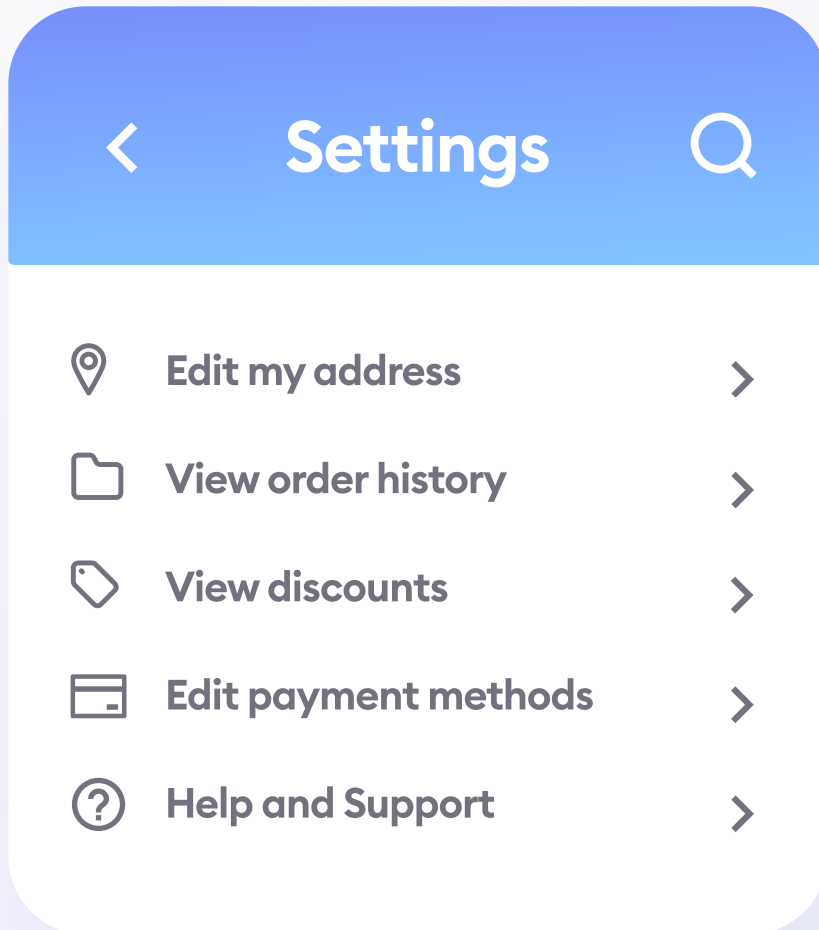 Settings
Edit my address
View order history
View discounts
Edit payment methods
Help and Support